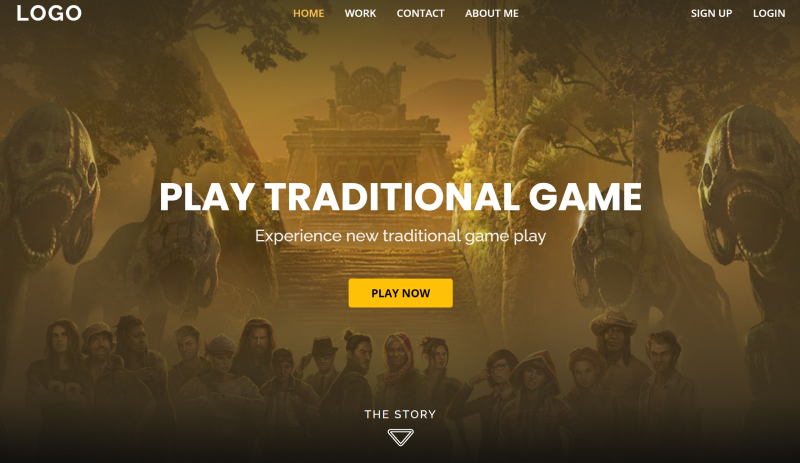 LOGO
HOME WORK CONTACT ABOUT ME
SIGN UP LOGIN
PLAY TRADITIONAL GAME
Experience new traditional game play
PLAY NOW
THE STORY